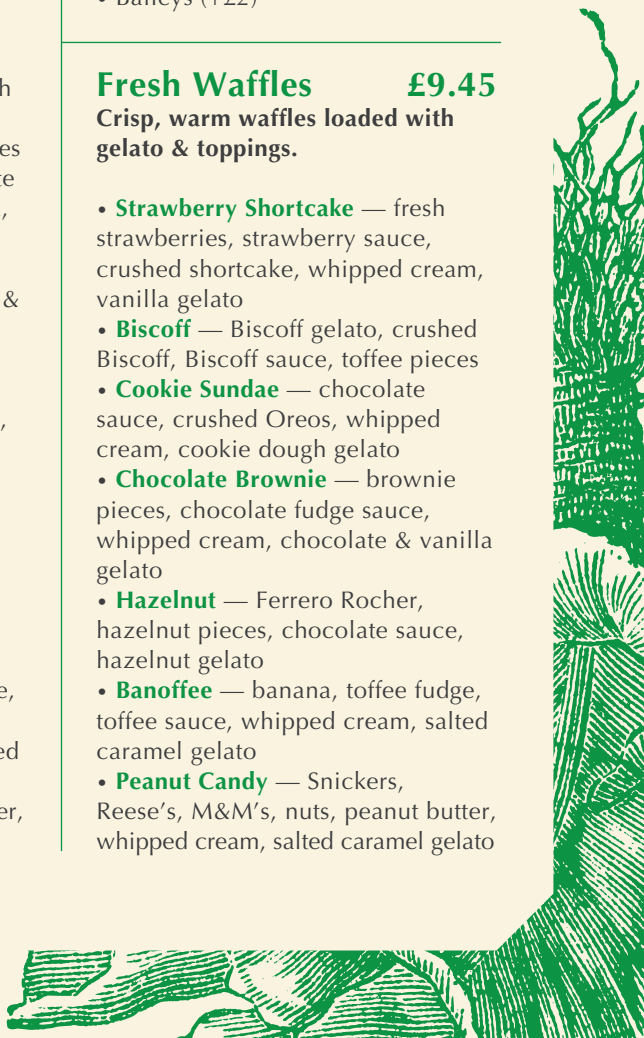 • Baileys (+£2)
Fresh Waffles £9.45
Crisp, warm waffles loaded with
gelato & toppings.
• Strawberry Shortcake — fresh
strawberries, strawberry sauce,
crushed shortcake, whipped cream,
vanilla gelato
• Biscoff — Biscoff gelato, crushed
Biscoff, Biscoff sauce, toffee pieces
• Cookie Sundae — chocolate
sauce, crushed Oreos, whipped
cream, cookie dough gelato
• Chocolate Brownie — brownie
pieces, chocolate fudge sauce,
whipped cream, chocolate & vanilla
gelato
• Hazelnut — Ferrero Rocher,
hazelnut pieces, chocolate sauce,
hazelnut gelato
• Banoffee — banana, toffee fudge,
toffee sauce, whipped cream, salted
caramel gelato
• Peanut Candy — Snickers,
Reese’s, M&M’s, nuts, peanut butter,
whipped cream, salted caramel gelato